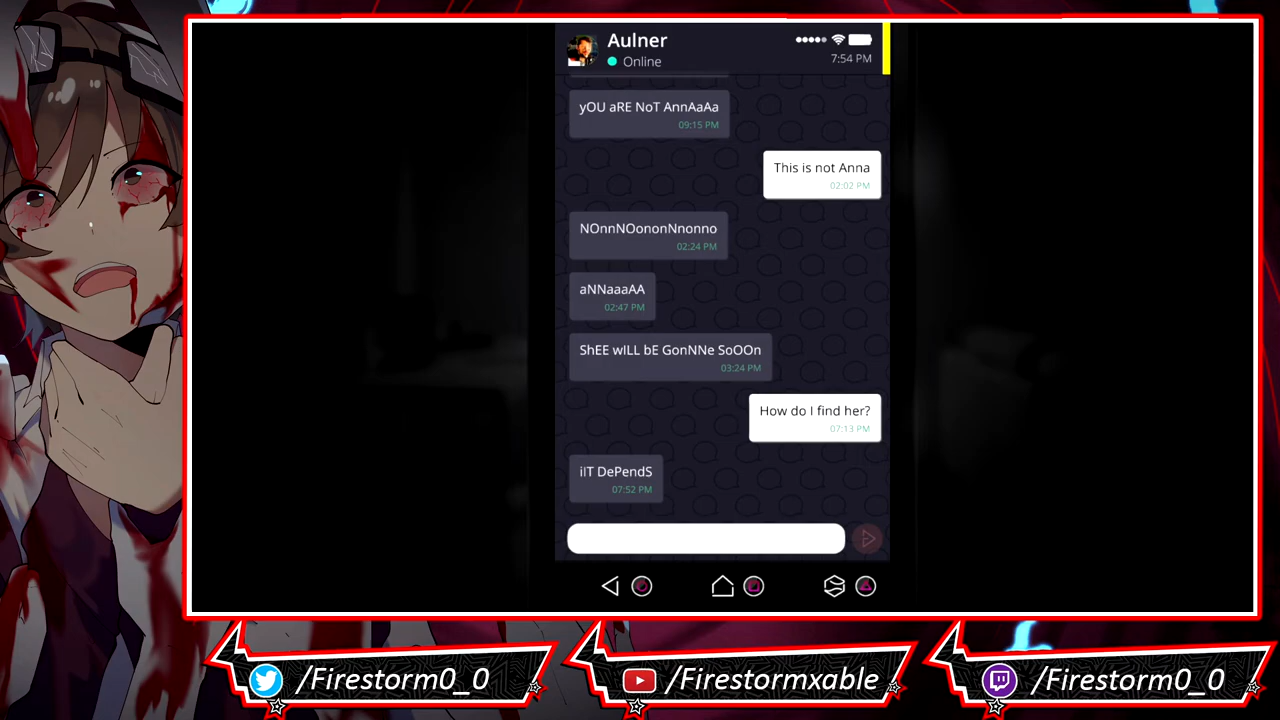 Aulner
Online
7:54 PM
yOU aRE NoT AnnAaAa
09:15 PM
This is not Anna
02:02 PM
NOnnNOononNnonno
02:24 PM
aNNaaaAA
02:47 PM
ShEE wILL bE GonNNe SoOOn
03:24 PM
How do I find her?
07:13 PM
iIT DePendS
07:52 PM
/Firestorm0_0
/Firestormxable
/Firestorm0_0